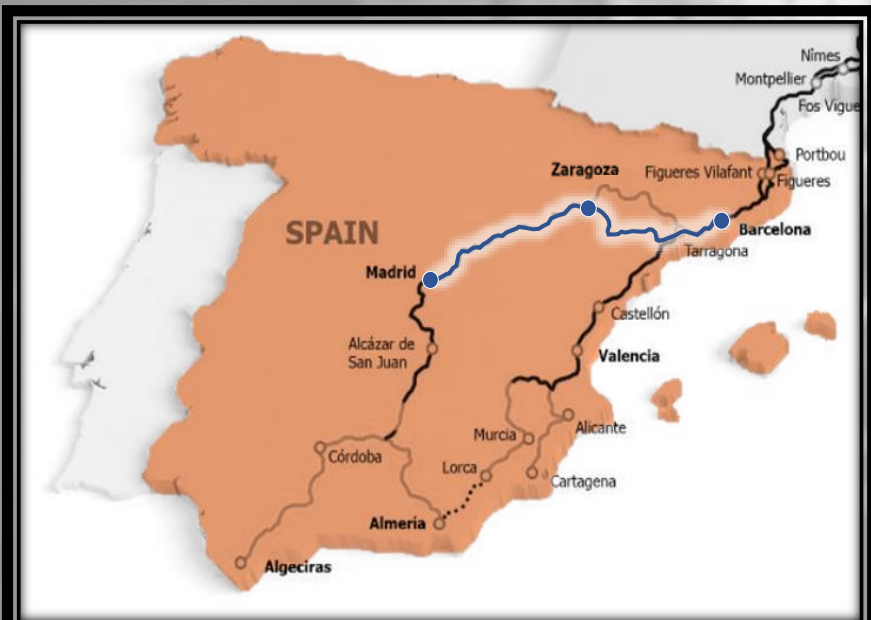 Nîmes
Montpellier
Fos Vigue
Portbou
Zaragoza
Figueres Vilafant
Figueres
SPAIN
Barcelona
Tarragona
Madrid
Castellón
Alcázar de
San Juan
Valencia
Alicante
Murcia
Córdoba
Lorca
Cartagena
Almería
Algeciras